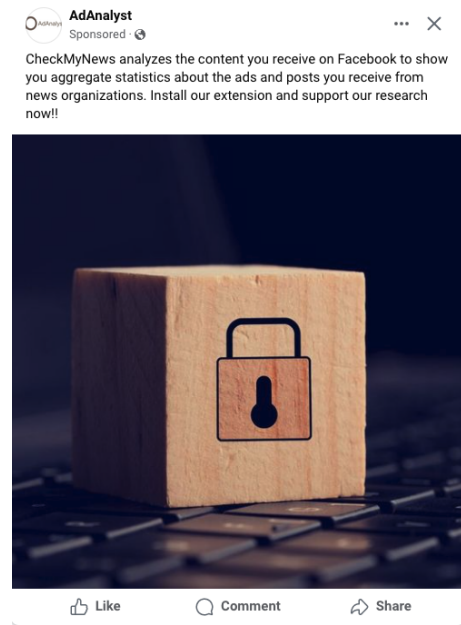 AdAnalyst
AdAnalyst
Sponsored ·
CheckMyNews analyzes the content you receive on Facebook to show
you aggregate statistics about the ads and posts you receive from
news organizations. Install our extension and support our research
now!!
Like
Comment
Share